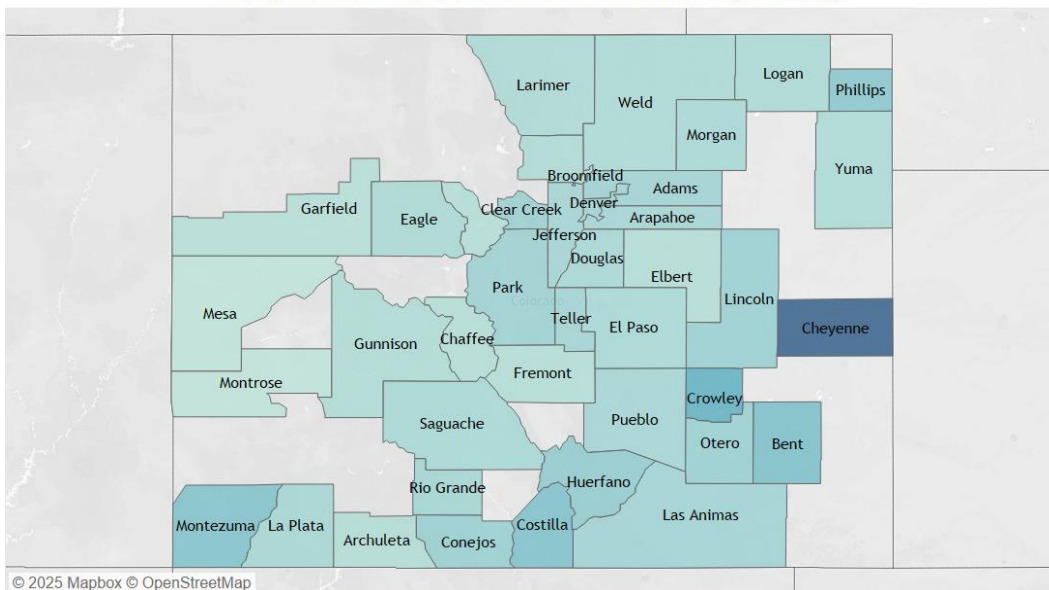 Larimer
Weld
Logan
Phillips
Morgan
Yuma
Broomfield
Adams
Denver
Clear Creek
Garfield
Eagle
Arapahoe
Jefferson
Douglas
Elbert
Park
Lincoln
Colorado
Mesa
Teller
El Paso
Cheyenne
Chaffee
Gunnison
Fremont
Montrose
Crowley
Saguache
Pueblo
Otero
Bent
Rio Grande
Huerfano
Las Animas
Montezuma
La Plata
Costilla
Archuleta
Conejos
© 2025 Mapbox © OpenStreetMap